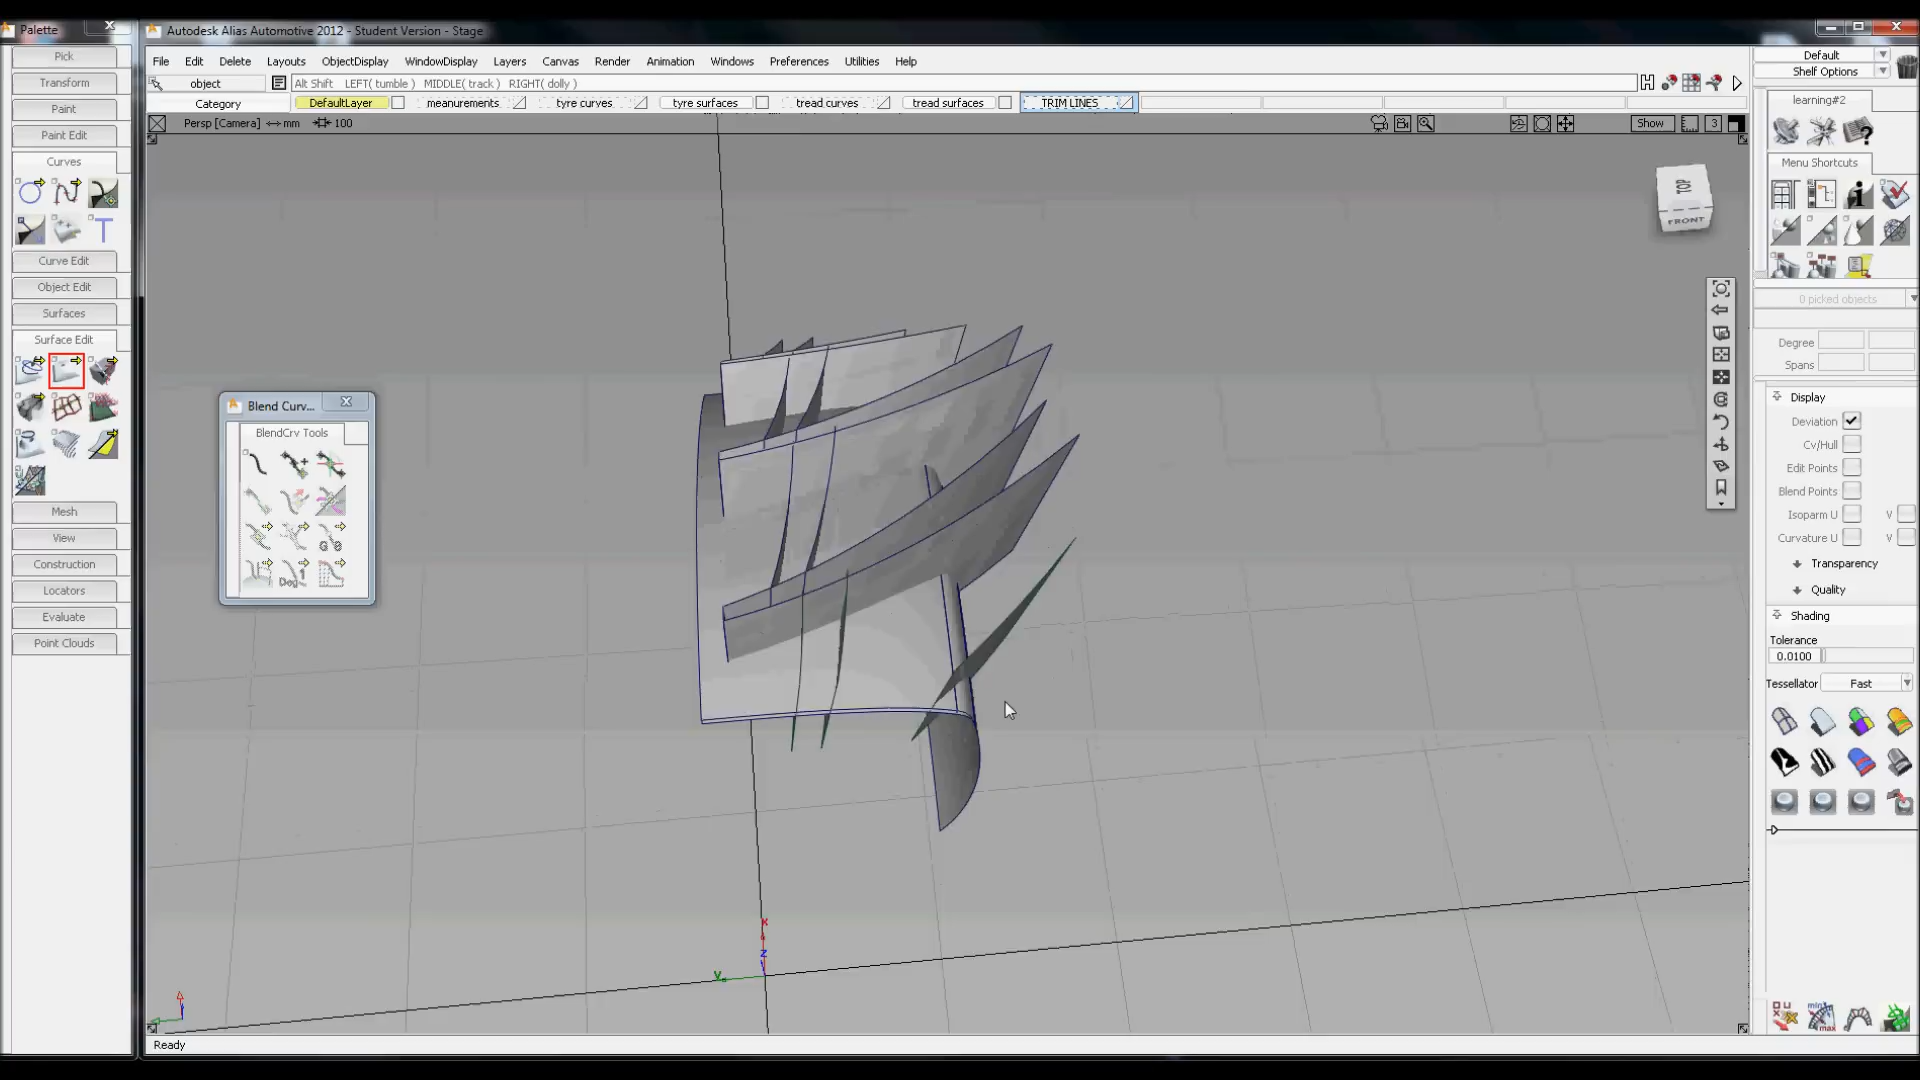 Palette
Autodesk Alias Automotive 2012 - Student Version - Stage
Pick
Transform
Paint
Paint Edit
Curves
Curve Edit
Object Edit
Surfaces
Surface Edit
Mesh
View
Construction
Locators
Evaluate
Point Clouds
File Edit Delete Layouts ObjectDisplay WindowDisplay Layers Canvas Render Animation Windows Preferences Utilities Help
object Alt Shift LEFT( tumble ) MIDDLE( track ) RIGHT( dolly )
Category DefaultLayer meanurements tyre curves tyre surfaces tread curves tread surfaces TRIM LINES
Persp [Camera] mm 100
Show 3
TOP
FRONT
Blend Curv...
BlendCrv Tools
X
Z
Y
Ready
Default
Shelf Options
learning#2
Menu Shortcuts
0 picked objects
Degree
Spans
Display
Deviation
Cv/Hull
Edit Points
Blend Points
Isoparm U V
Curvature U V
Transparency
Quality
Shading
Tolerance
0.0100
Tessellator Fast